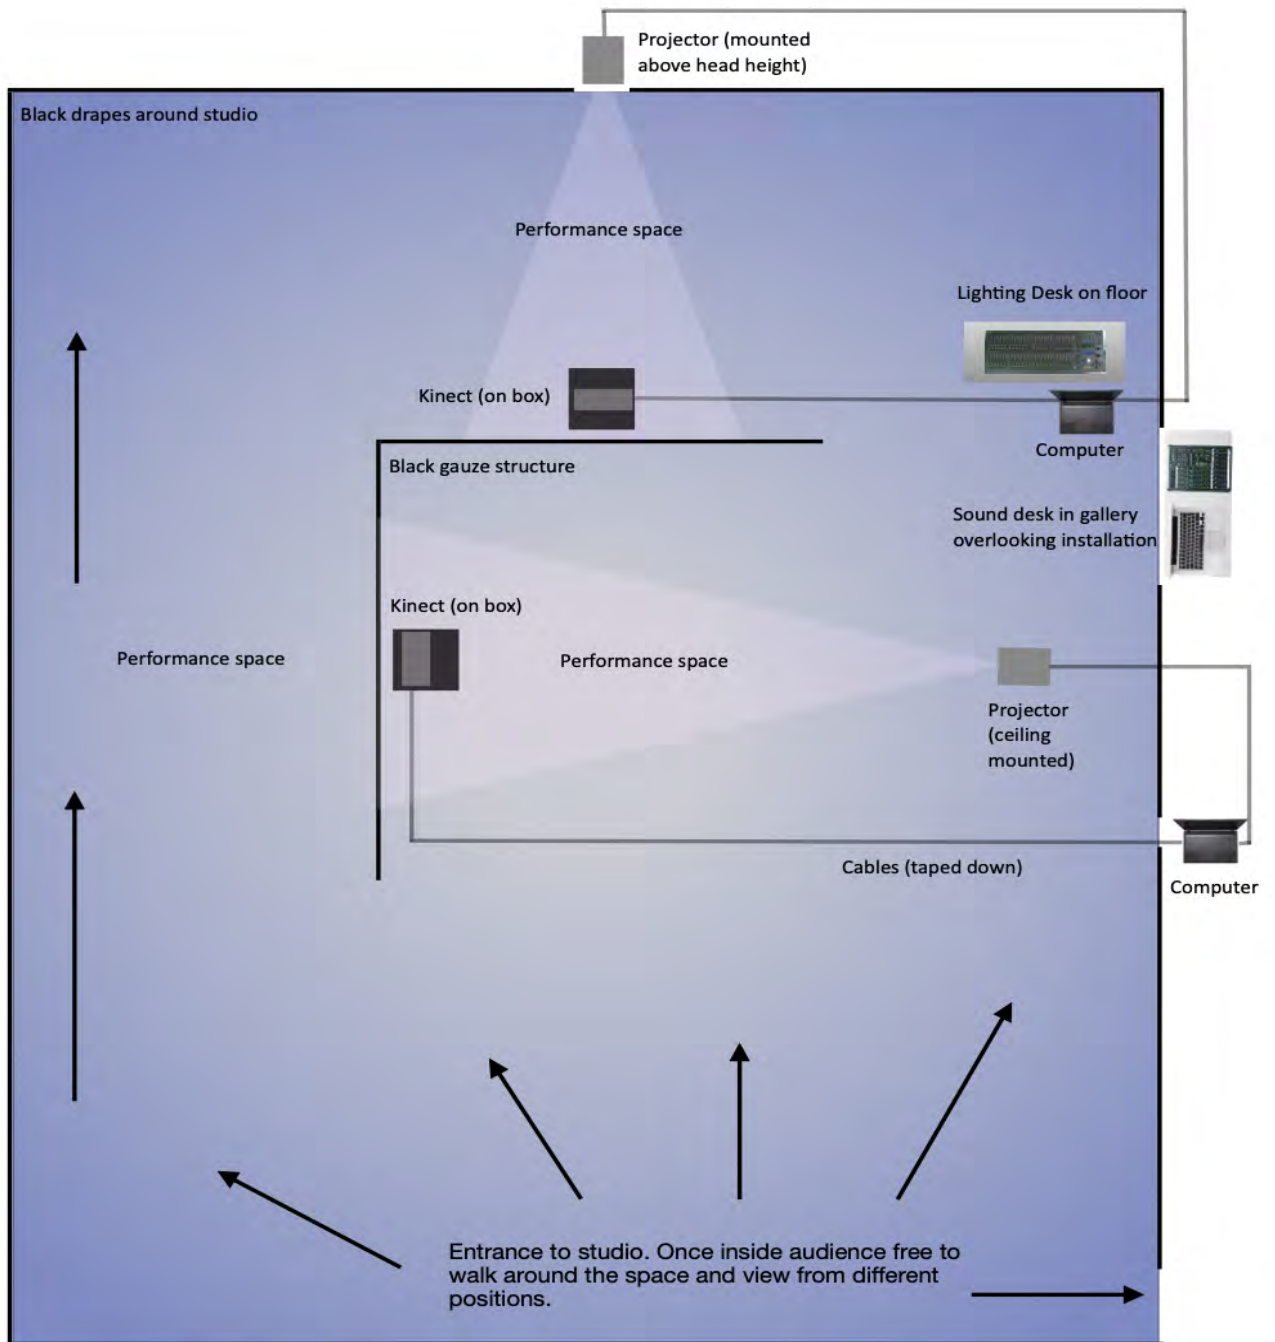 Projector (mounted
above head height)
Black drapes around studio
Performance space
Lighting Desk on floor
Kinect (on box)
Computer
Black gauze structure
Sound desk in gallery
overlooking installation
Kinect (on box)
Performance space
Performance space
Projector
(ceiling
mounted)
Cables (taped down)
Computer
Entrance to studio. Once inside audience free to
walk around the space and view from different
positions.